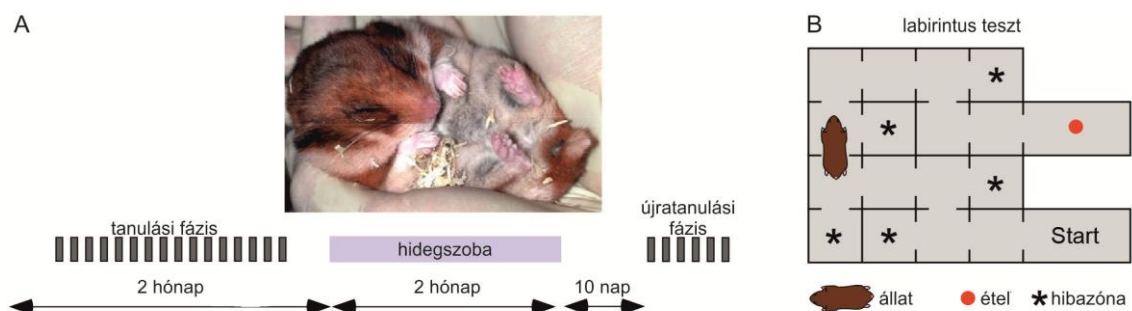 A
tanulási fázis
hidegszoba
újratanulási
fázis
2 hónap
2 hónap
10 nap
B
labirintus teszt
*
*
*
*
*
Start
állat
étel
* hibazóna